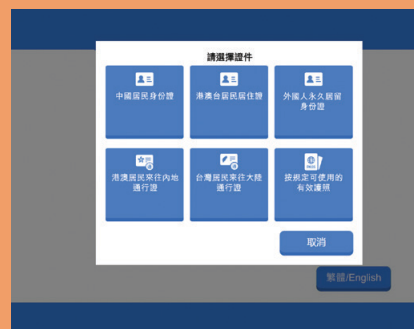 請選擇證件
中國居民身份證
港澳台居民居住證
外國人永久居留
身份證
港澳居民來往內地
通行證
台灣居民來往大陸
通行證
按規定可使用的
有效護照
取消
繁體/English